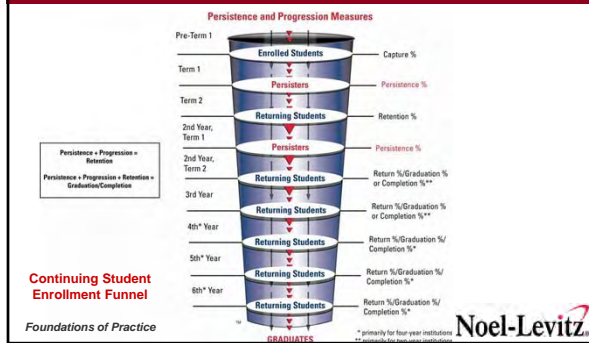 Persistence and Progression Measures
Pre-Term 1
Enrolled Students
Capture %
Term 1
Persisters
Persistence %
Term 2
Returning Students
Retention %
2nd Year,
Term 1
Persisters
Persistence %
2nd Year,
Term 2
Returning Students
Return %/Graduation %
or Completion %**
3rd Year
Returning Students
Return %/Graduation %
or Completion %**
4th* Year
Returning Students
Return %/Graduation %/
Completion %*
5th* Year
Returning Students
Return %/Graduation %/
Completion %*
6th* Year
Returning Students
Return %/Graduation %/
Completion %*
TM
GRADUATES
Persistence + Progression =
Retention
Persistence + Progression + Retention =
Graduation/Completion
Continuing Student
Enrollment Funnel
Foundations of Practice
* primarily for four-year institutions
** primarily for two-year institutions
Noel-Levitz®